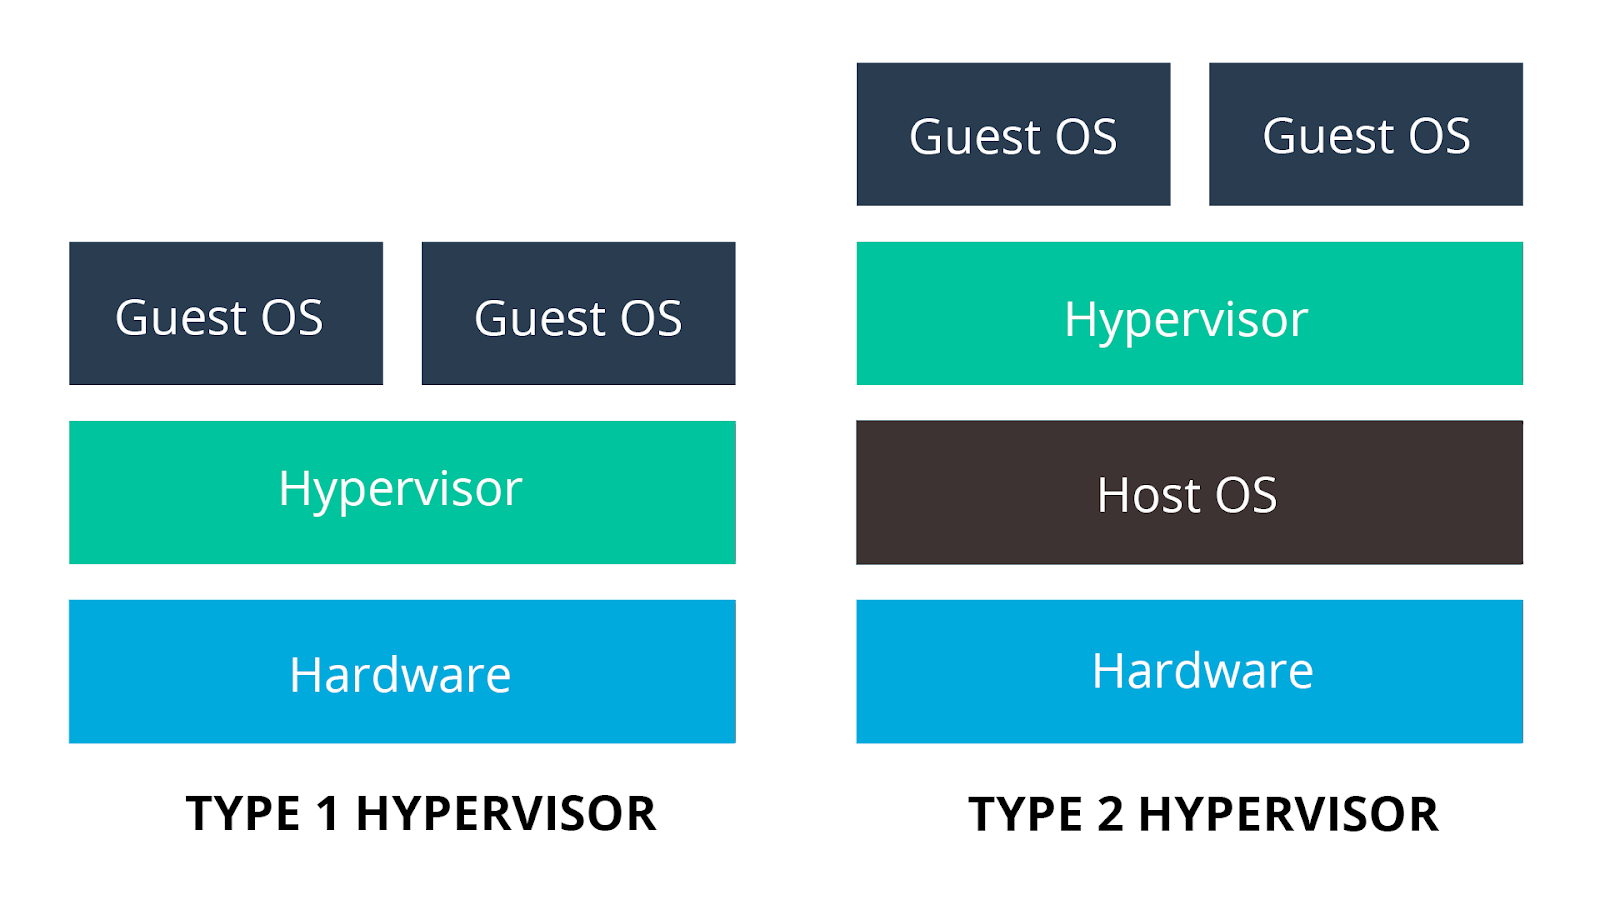 Guest OS
Guest OS
Hypervisor
Hardware
TYPE 1 HYPERVISOR
Guest OS
Guest OS
Hypervisor
Host OS
Hardware
TYPE 2 HYPERVISOR